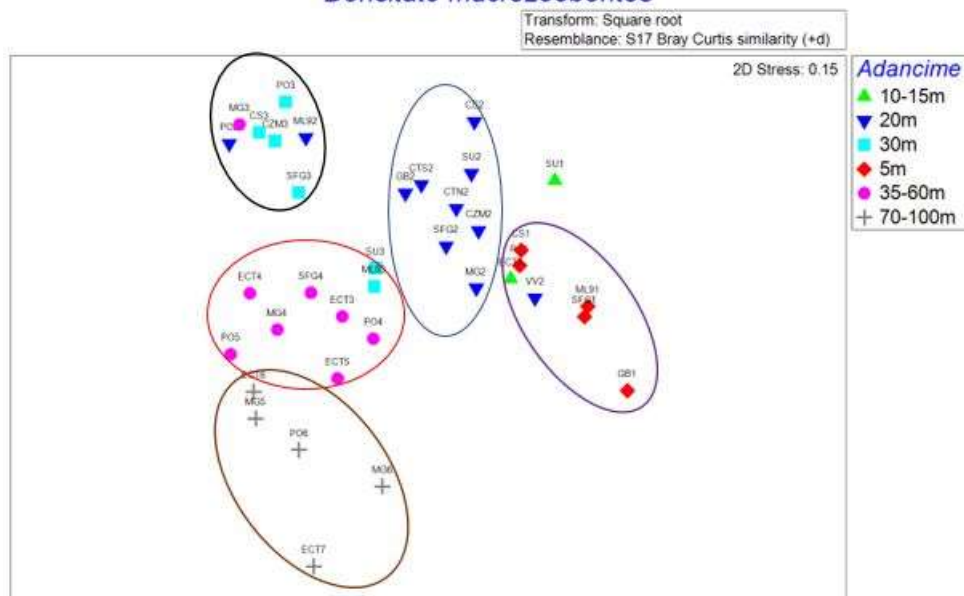 Transform: Square root
Resemblance: S17 Bray Curtis similarity (+d)
2D Stress: 0.15
Adancime
10-15m
20m
30m
5m
35-60m
70-100m
PO3
MG3
CS3
CZM3
ML92
SFG3
CS2
SU2
CTS2
GB2
CTN2
CZM2
SFG2
MG2
SU1
CS1
VV2
ML91
GB1
SU3
ECT4
SFG4
ECT3
MG4
PO4
PO5
ECT5
MG5
PO6
MG6
ECT7